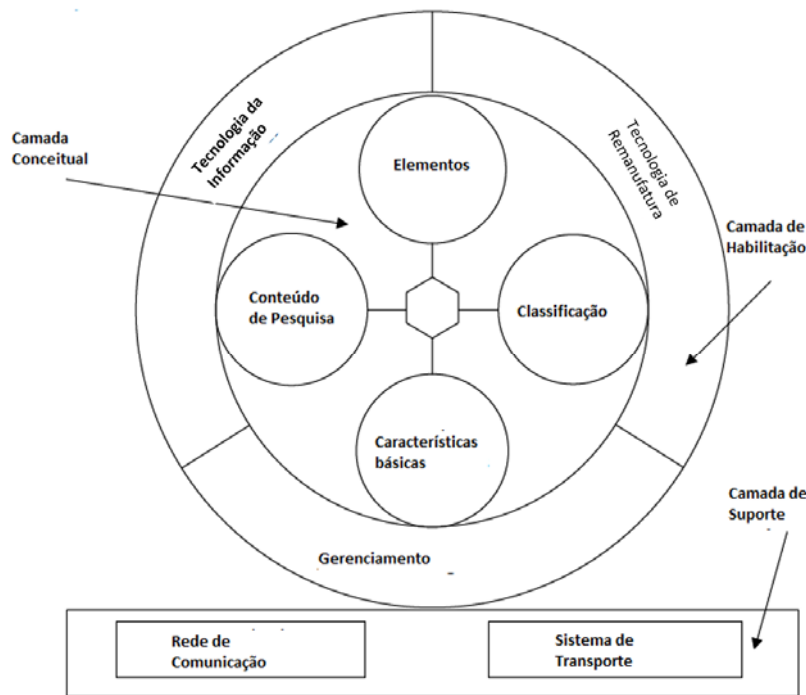 Tecnologia da
Informação
Tecnologia de
Remanufatura
Camada
Conceitual
Elementos
Camada de
Habilitação
Conteúdo
de Pesquisa
Classificação
Características
básicas
Camada de
Suporte
Gerenciamento
Rede de
Comunicação
Sistema de
Transporte